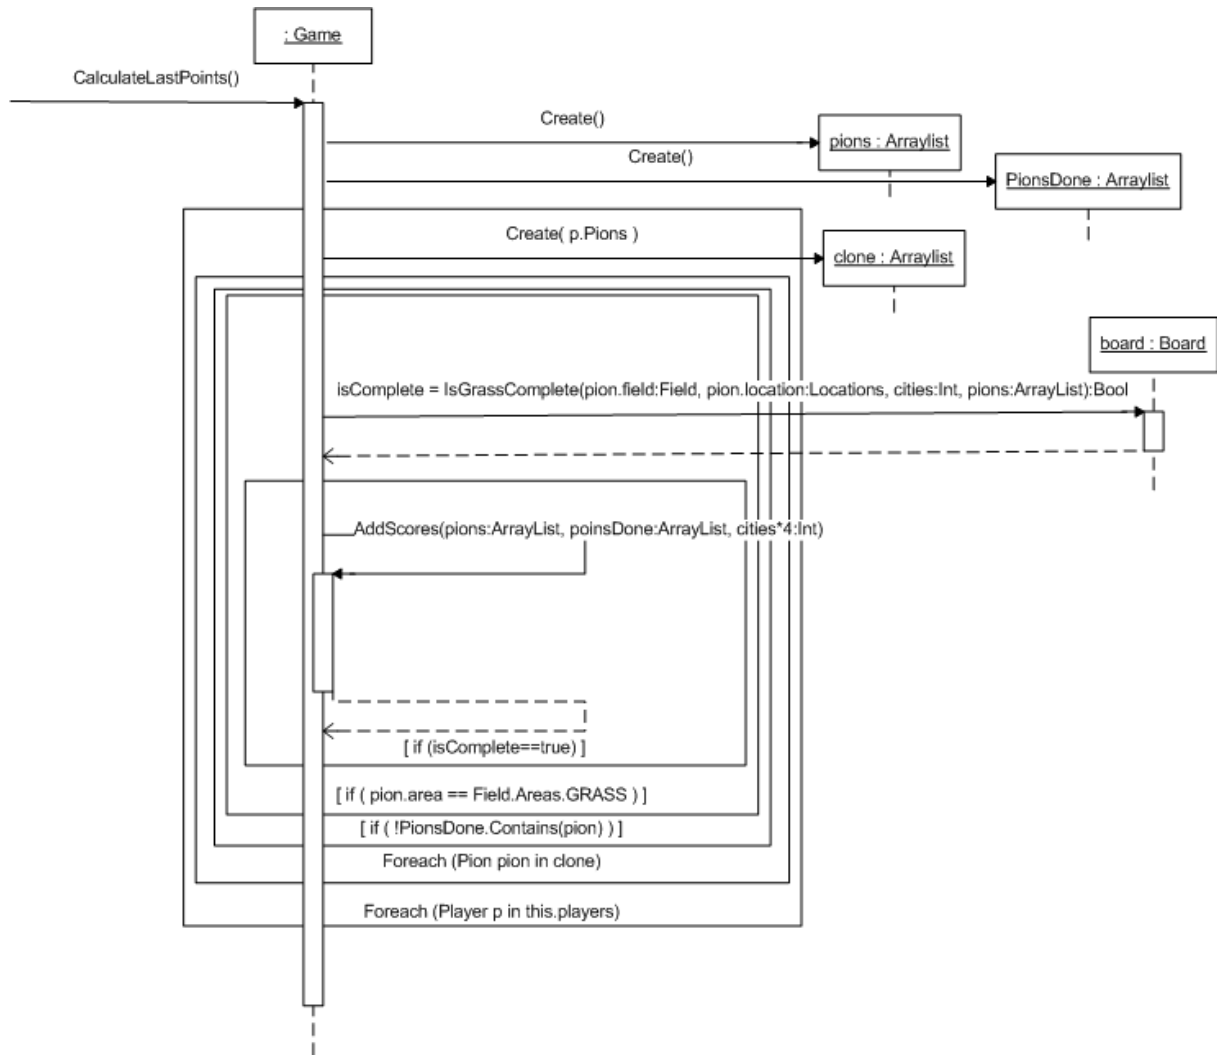 : Game
CalculateLastPoints()
Create()
pions : Arraylist
Create()
PionsDone : Arraylist
Create( p.Pions )
clone : Arraylist
board : Board
isComplete = IsGrassComplete(pion.field:Field, pion.location:Locations, cities:Int, pions:ArrayList):Bool
AddScores(pions:ArrayList, poinsDone:ArrayList, cities*4:Int)
[ if (isComplete==true) ]
[ if ( pion.area == Field.Areas.GRASS ) ]
[ if ( !PionsDone.Contains(pion) ) ]
Foreach (Pion pion in clone)
Foreach (Player p in this.players)